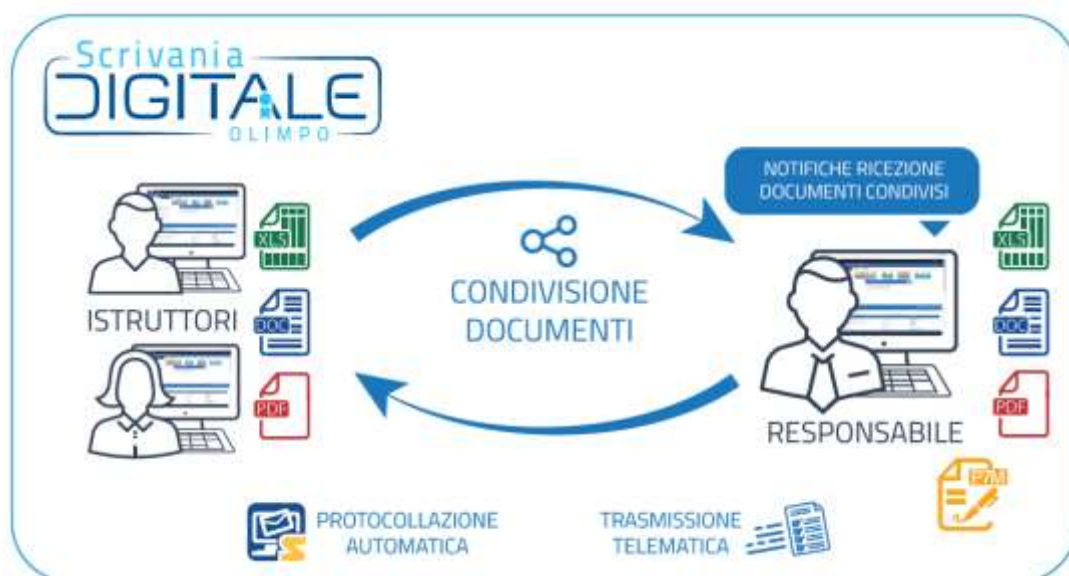 Scrivania
DIGITALE
OLIMPO
NOTIFICHE RICEZIONE
DOCUMENTI CONDIVISI
XLS
DOC
PDF
ISTRUTTORI
CONDIVISIONE
DOCUMENTI
XLS
DOC
PDF
RESPONSABILE
P7M
PROTOCOLLAZIONE
AUTOMATICA
TRASMISSIONE
TELEMATICA